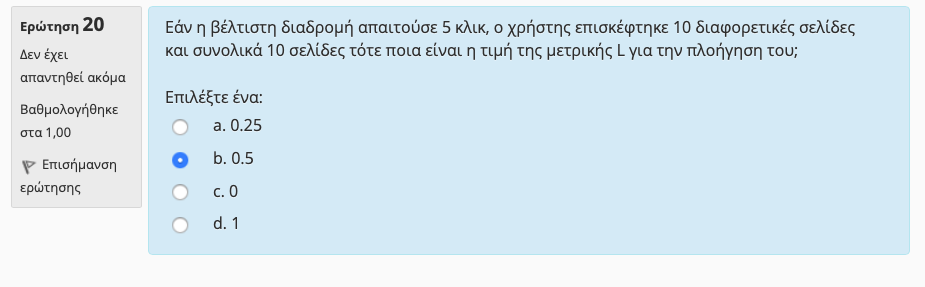 Ερώτηση 20
Δεν έχει
απαντηθεί ακόμα
Βαθμολογήθηκε
στα 1,00
Επισήμανση
ερώτησης
Εάν η βέλτιστη διαδρομή απαιτούσε 5 κλικ, ο χρήστης επισκέφτηκε 10 διαφορετικές σελίδες
και συνολικά 10 σελίδες τότε ποια είναι η τιμή της μετρικής L για την πλοήγηση του;
Επιλέξτε ένα:
a. 0.25
b. 0.5
c. 0
d. 1